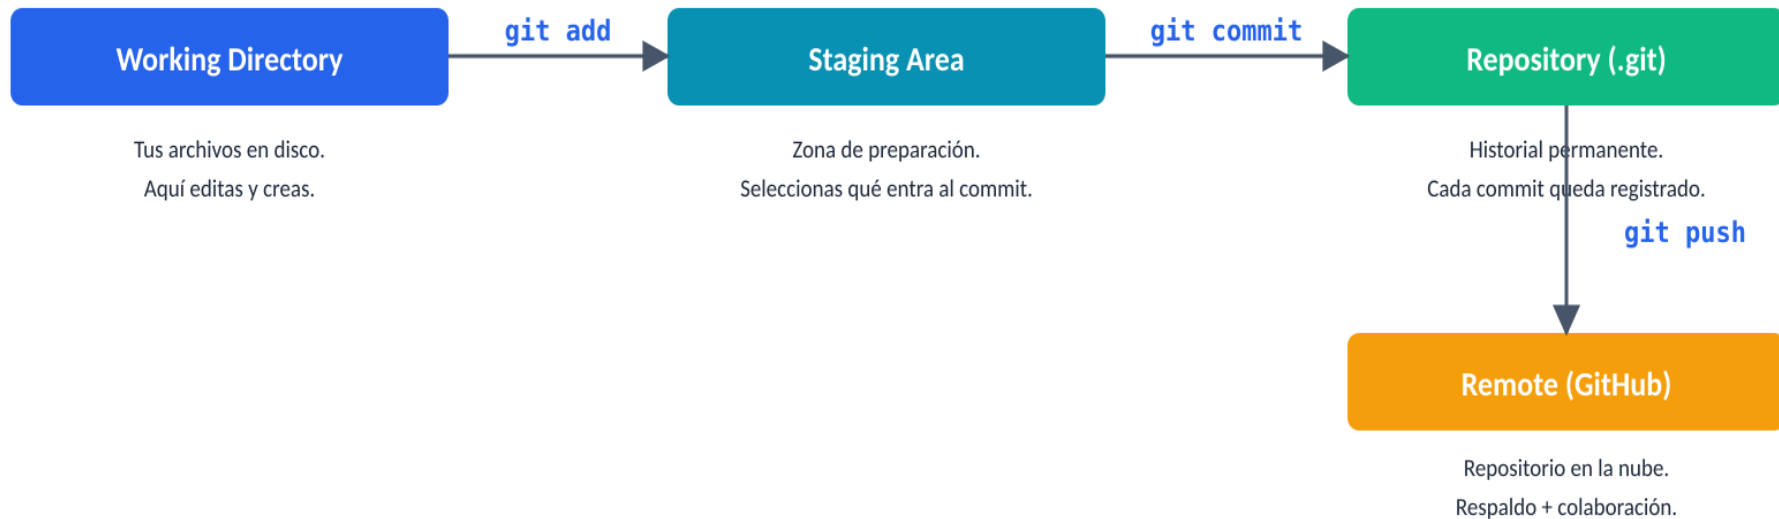 Working Directory
git add
Staging Area
git commit
Repository (.git)
Tus archivos en disco.
Aquí editas y creas.
Zona de preparación.
Seleccionas qué entra al commit.
Historial permanente.
Cada commit queda registrado.
git push
Remote (GitHub)
Repositorio en la nube.
Respaldo + colaboración.